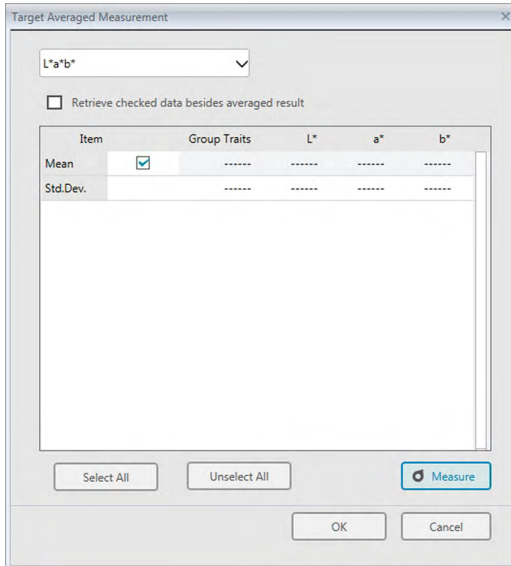 Target Averaged Measurement
L*a*b*
Retrieve checked data besides averaged result
Item Group Traits L* a* b*
Mean ------ ------ ------ ------
Std.Dev. ------ ------ ------ ------
Select All Unselect All Measure
OK Cancel